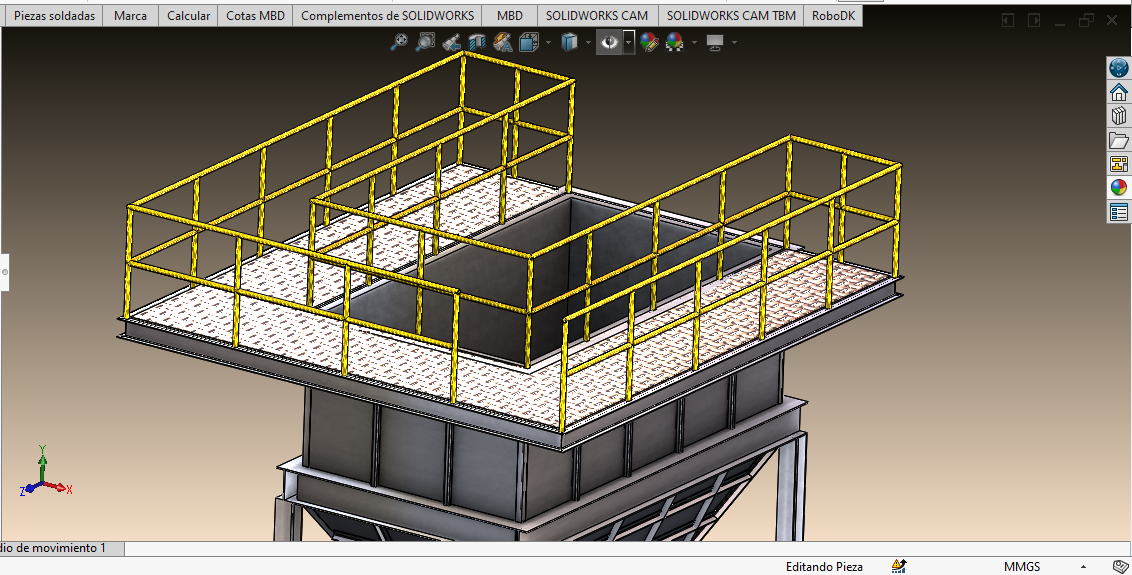 Piezas soldadas Marca Calcular Cotas MBD Complementos de SOLIDWORKS MBD SOLIDWORKS CAM SOLIDWORKS CAM TBM RoboDK
Y
Z X
dio de movimiento 1
Editando Pieza MMGS